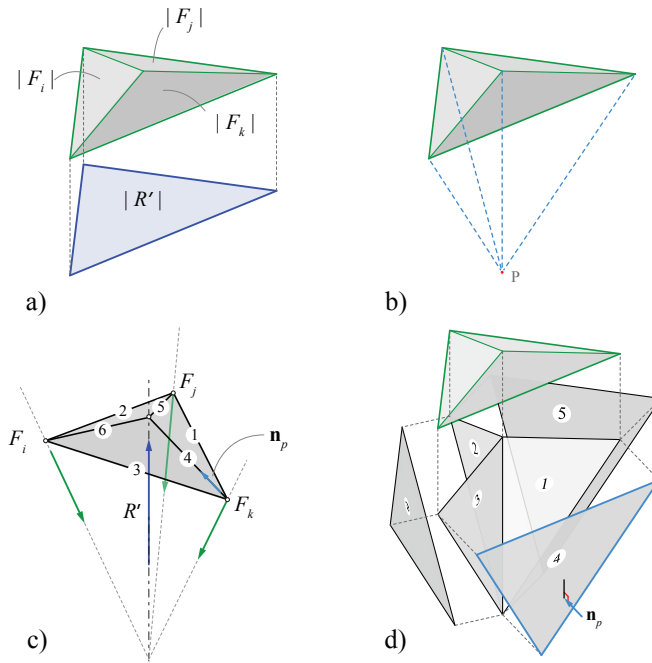 | F_j |
| F_i |
| F_k |
| R' |
P
a)
b)
F_j
2
5
6
1
F_i
4
n_p
3
R'
F_k
5
2
1
3
4
n_p
c)
d)